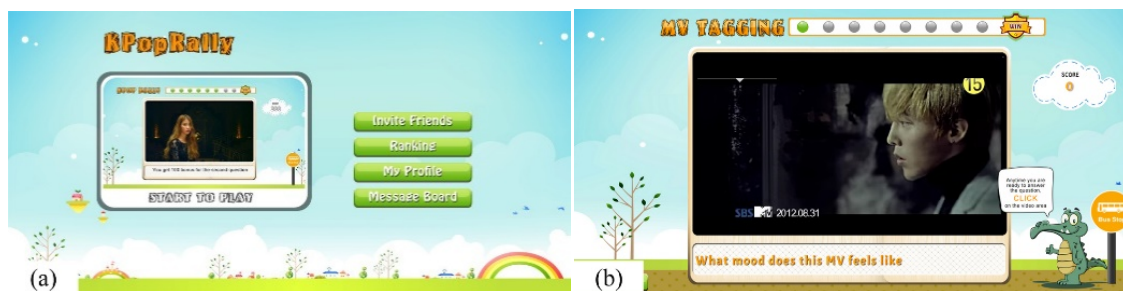 KPopRally
You get 100 bonus for the second question
START TO PLAY
Invite Friends
Ranking
My Profile
Message Board
(a)
MV TAGGING
WIN
SCORE
0
15
SBS MTV 2012.08.31
Anytime you are
ready to answer
the question,
CLICK
on the video area
Bus Stop
What mood does this MV feels like
(b)